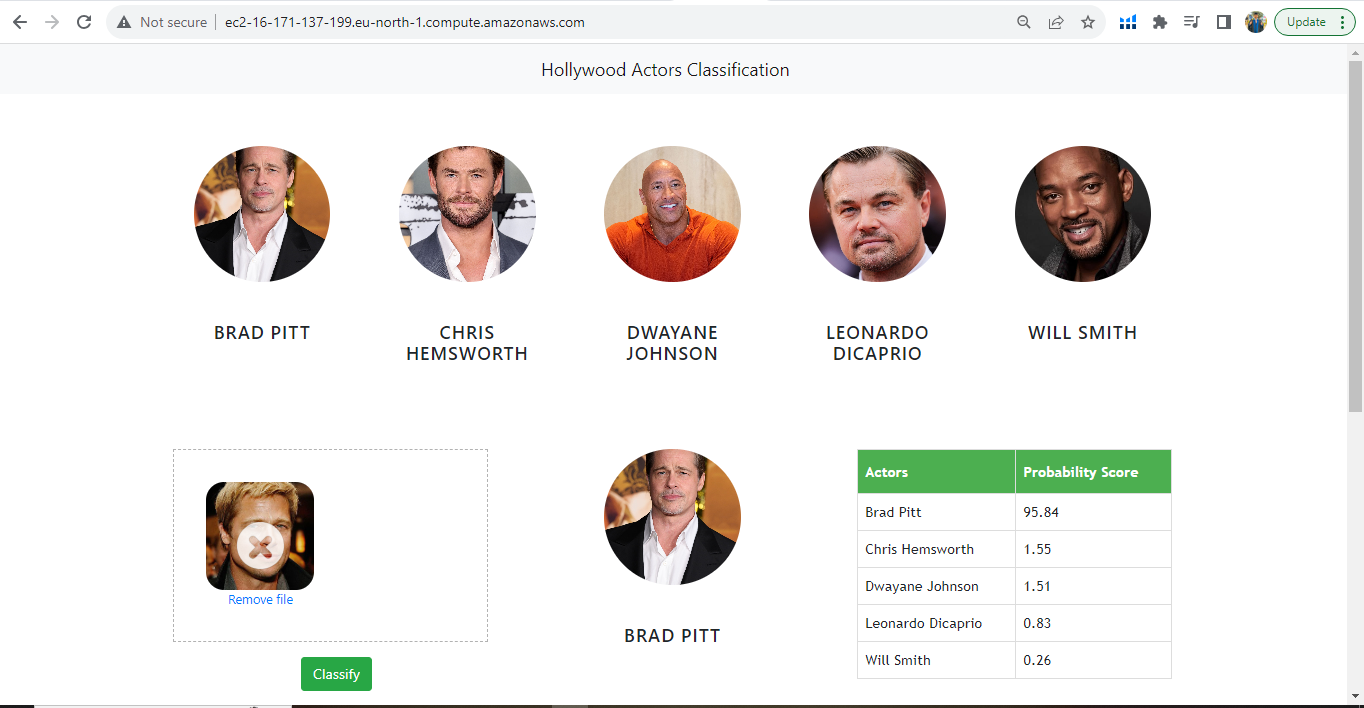 Not secure | ec2-16-171-137-199.eu-north-1.compute.amazonaws.com
Update
Hollywood Actors Classification
BRAD PITT
CHRIS
HEMSWORTH
DWAYANE
JOHNSON
LEONARDO
DICAPRIO
WILL SMITH
Remove file
Classify
BRAD PITT
Actors Probability Score
Brad Pitt 95.84
Chris Hemsworth 1.55
Dwayane Johnson 1.51
Leonardo Dicaprio 0.83
Will Smith 0.26